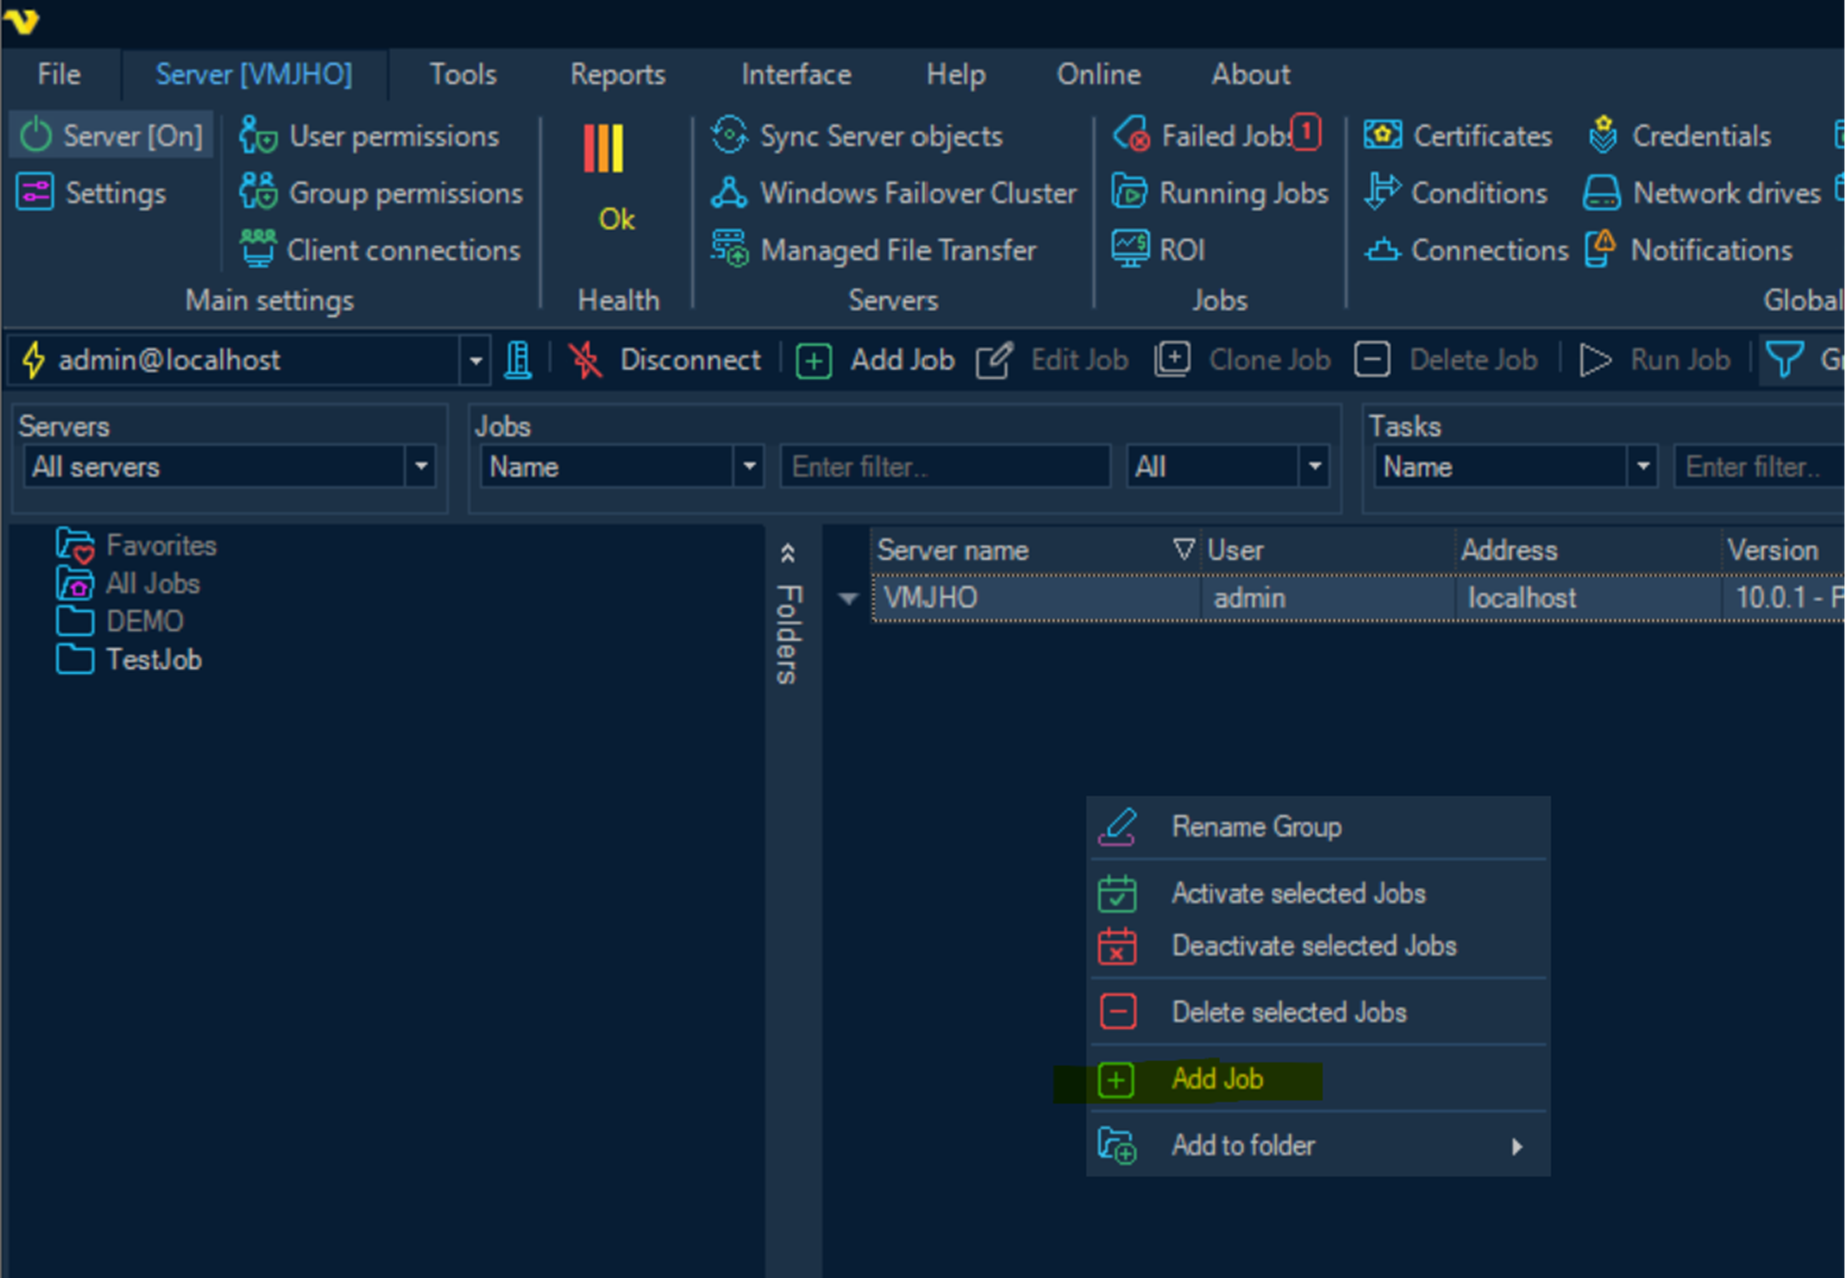 File Server [VMJHO] Tools Reports Interface Help Online About
Server [On] User permissions Sync Server objects Failed Jobs 1 Certificates Credentials
Settings Group permissions Ok Windows Failover Cluster Running Jobs Conditions Network drives
Client connections Managed File Transfer ROI Connections Notifications
Main settings Health Servers Jobs Global
admin@localhost Disconnect Add Job Edit Job Clone Job Delete Job Run Job
Servers Jobs Tasks
All servers Name Enter filter... All Name Enter filter...
Favorites
All Jobs
DEMO
TestJob
Folders
Server name User Address Version
VMJHO admin localhost 10.0.1 -
Rename Group
Activate selected Jobs
Deactivate selected Jobs
Delete selected Jobs
Add Job
Add to folder